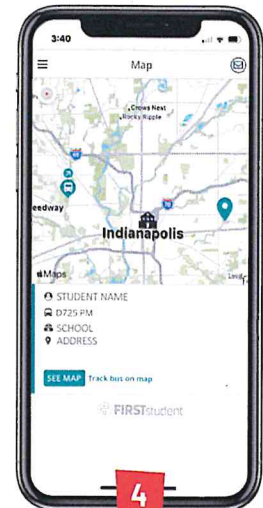 3:40
Map
Crows Nest
Rocky Ripple
65
eedway
Indianapolis
Maps
STUDENT NAME
D725 PM
SCHOOL
ADDRESS
SEE MAP Track bus on map
FIRSTstudent
4